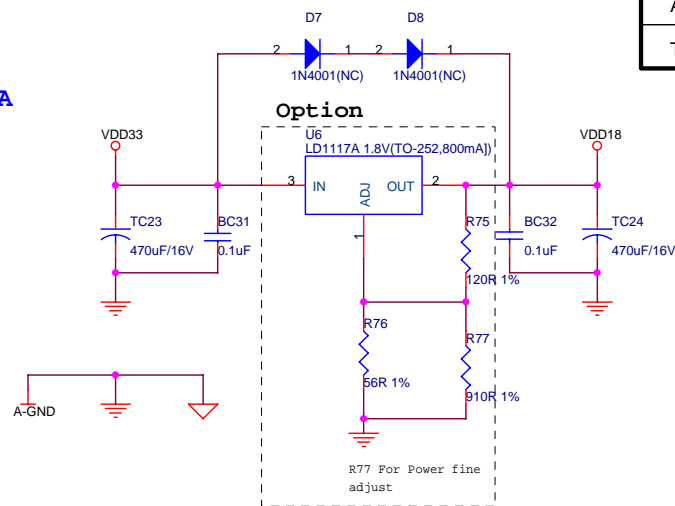 D7
D8
2
1
2
1
1N4001(NC)
1N4001(NC)
A
A
T
Option
VDD33
U6
LD1117A 1.8V(TO-252,800mA])
VDD18
3
IN
OUT
2
ADJ
1
TC23
470uF/16V
BC31
0.1uF
R75
120R 1%
BC32
0.1uF
TC24
470uF/16V
R76
56R 1%
R77
910R 1%
A-GND
R77 For Power fine
adjust